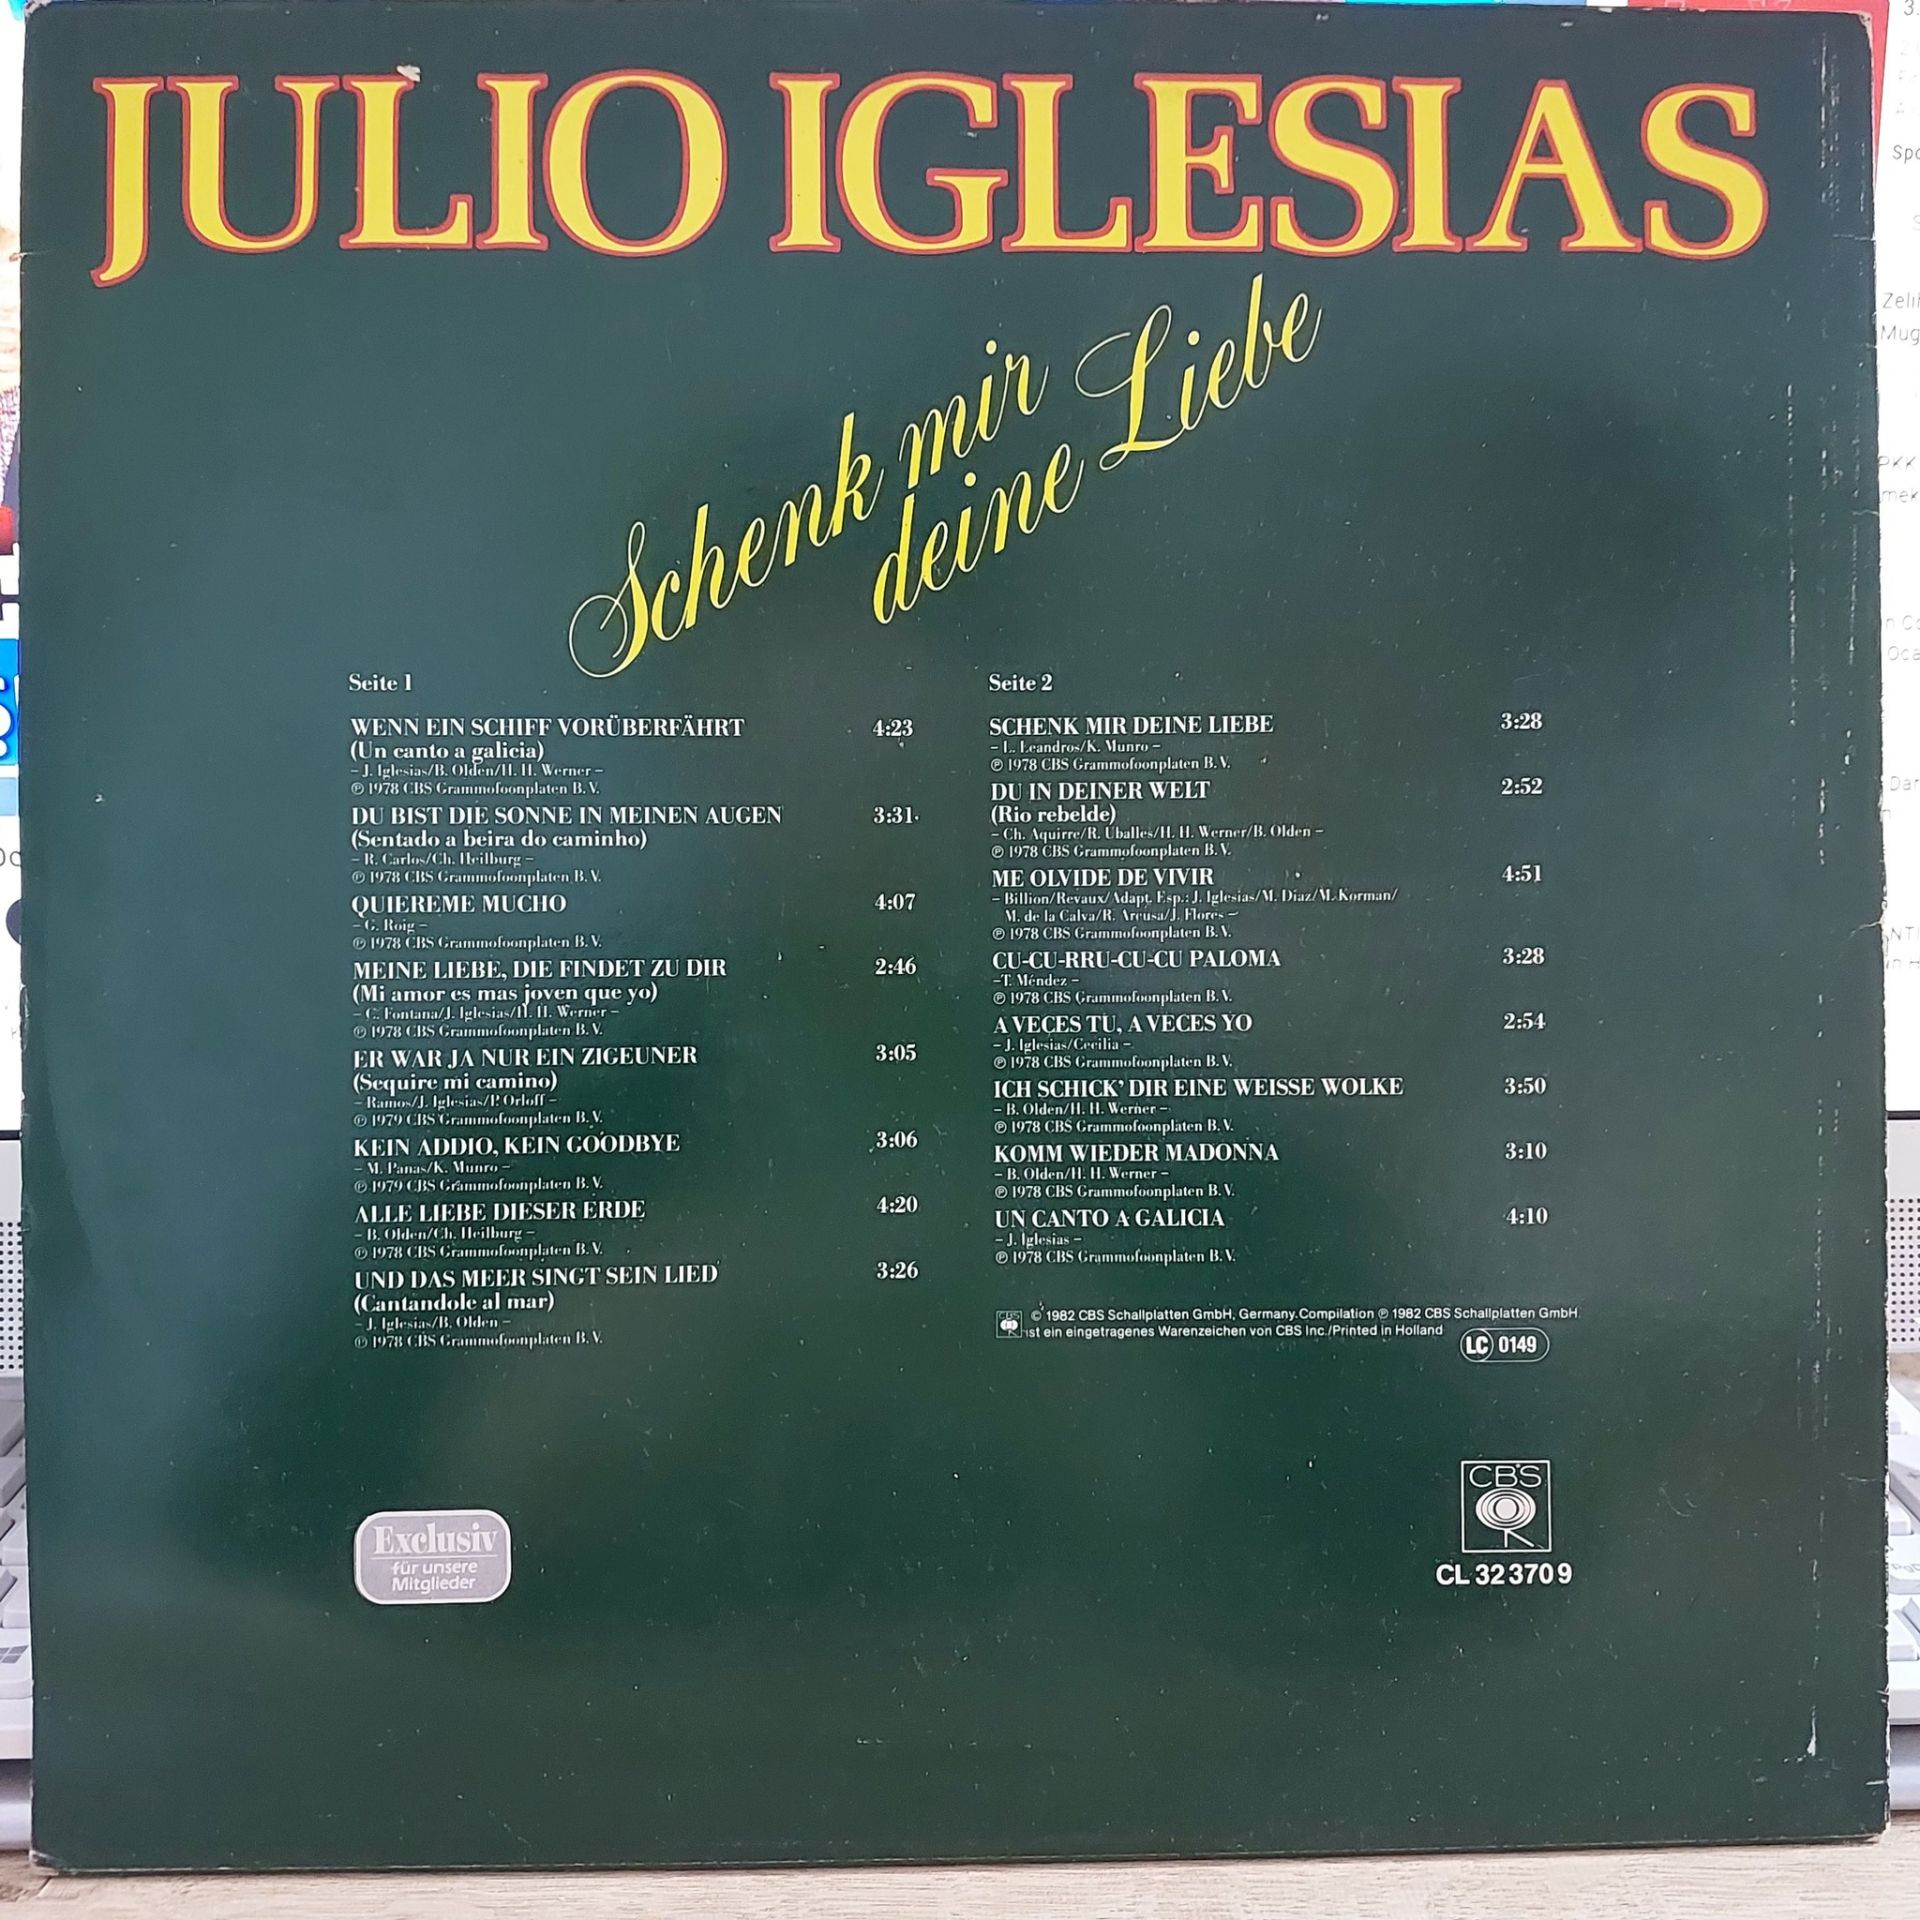 JULIO IGLESIAS
Schenk mir
deine Liebe
Seite 1
WENN EIN SCHIFF VORÜBERFÄHRT 4:23
(Un canto a galicia)
– J. Iglesias/B. Olden/H. H. Werner –
℗ 1978 CBS Grammofoonplaten B. V.
DU BIST DIE SONNE IN MEINEN AUGEN 3:31
(Sentado a beira do caminho)
– R. Carlos/Ch. Heilburg –
℗ 1978 CBS Grammofoonplaten B. V.
QUIEREME MUCHO 4:07
– G. Roig –
℗ 1978 CBS Grammofoonplaten B. V.
MEINE LIEBE, DIE FINDET ZU DIR 2:46
(Mi amor es mas joven que yo)
– C. Fontana/J. Iglesias/H. H. Werner –
℗ 1978 CBS Grammofoonplaten B. V.
ER WAR JA NUR EIN ZIGEUNER 3:05
(Sequire mi camino)
– Ramos/J. Iglesias/P. Orloff –
℗ 1979 CBS Grammofoonplaten B. V.
KEIN ADDIO, KEIN GOODBYE 3:06
– M. Panas/K. Munro –
℗ 1979 CBS Grammofoonplaten B. V.
ALLE LIEBE DIESER ERDE 4:20
– B. Olden/Ch. Heilburg –
℗ 1978 CBS Grammofoonplaten B. V.
UND DAS MEER SINGT SEIN LIED 3:26
(Cantandole al mar)
– J. Iglesias/B. Olden –
℗ 1978 CBS Grammofoonplaten B. V.
Seite 2
SCHENK MIR DEINE LIEBE 3:28
– L. Leandros/K. Munro –
℗ 1978 CBS Grammofoonplaten B. V.
DU IN DEINER WELT 2:52
(Rio rebelde)
– Ch. Aquirre/R. Uballes/H. H. Werner/B. Olden –
℗ 1978 CBS Grammofoonplaten B. V.
ME OLVIDE DE VIVIR 4:51
– Billion/Revaux/Adapt. Esp.: J. Iglesias/M. Diaz/M. Korman/
M. de la Calva/R. Arcusa/J. Flores –
℗ 1978 CBS Grammofoonplaten B. V.
CU-CU-RRU-CU-CU PALOMA 3:28
–T. Méndez –
℗ 1978 CBS Grammofoonplaten B. V.
A VECES TU, A VECES YO 2:54
– J. Iglesias/Cecilia –
℗ 1978 CBS Grammofoonplaten B. V.
ICH SCHICK' DIR EINE WEISSE WOLKE 3:50
– B. Olden/H. H. Werner –
℗ 1978 CBS Grammofoonplaten B. V.
KOMM WIEDER MADONNA 3:10
– B. Olden/H. H. Werner –
℗ 1978 CBS Grammofoonplaten B. V.
UN CANTO A GALICIA 4:10
– J. Iglesias –
℗ 1978 CBS Grammofoonplaten B. V.
CBS © 1982 CBS Schallplatten GmbH, Germany. Compilation ℗ 1982 CBS Schallplatten GmbH
ist ein eingetragenes Warenzeichen von CBS Inc./Printed in Holland
LC 0149
CBS
CL 32 370 9
Exclusiv
für unsere
Mitglieder